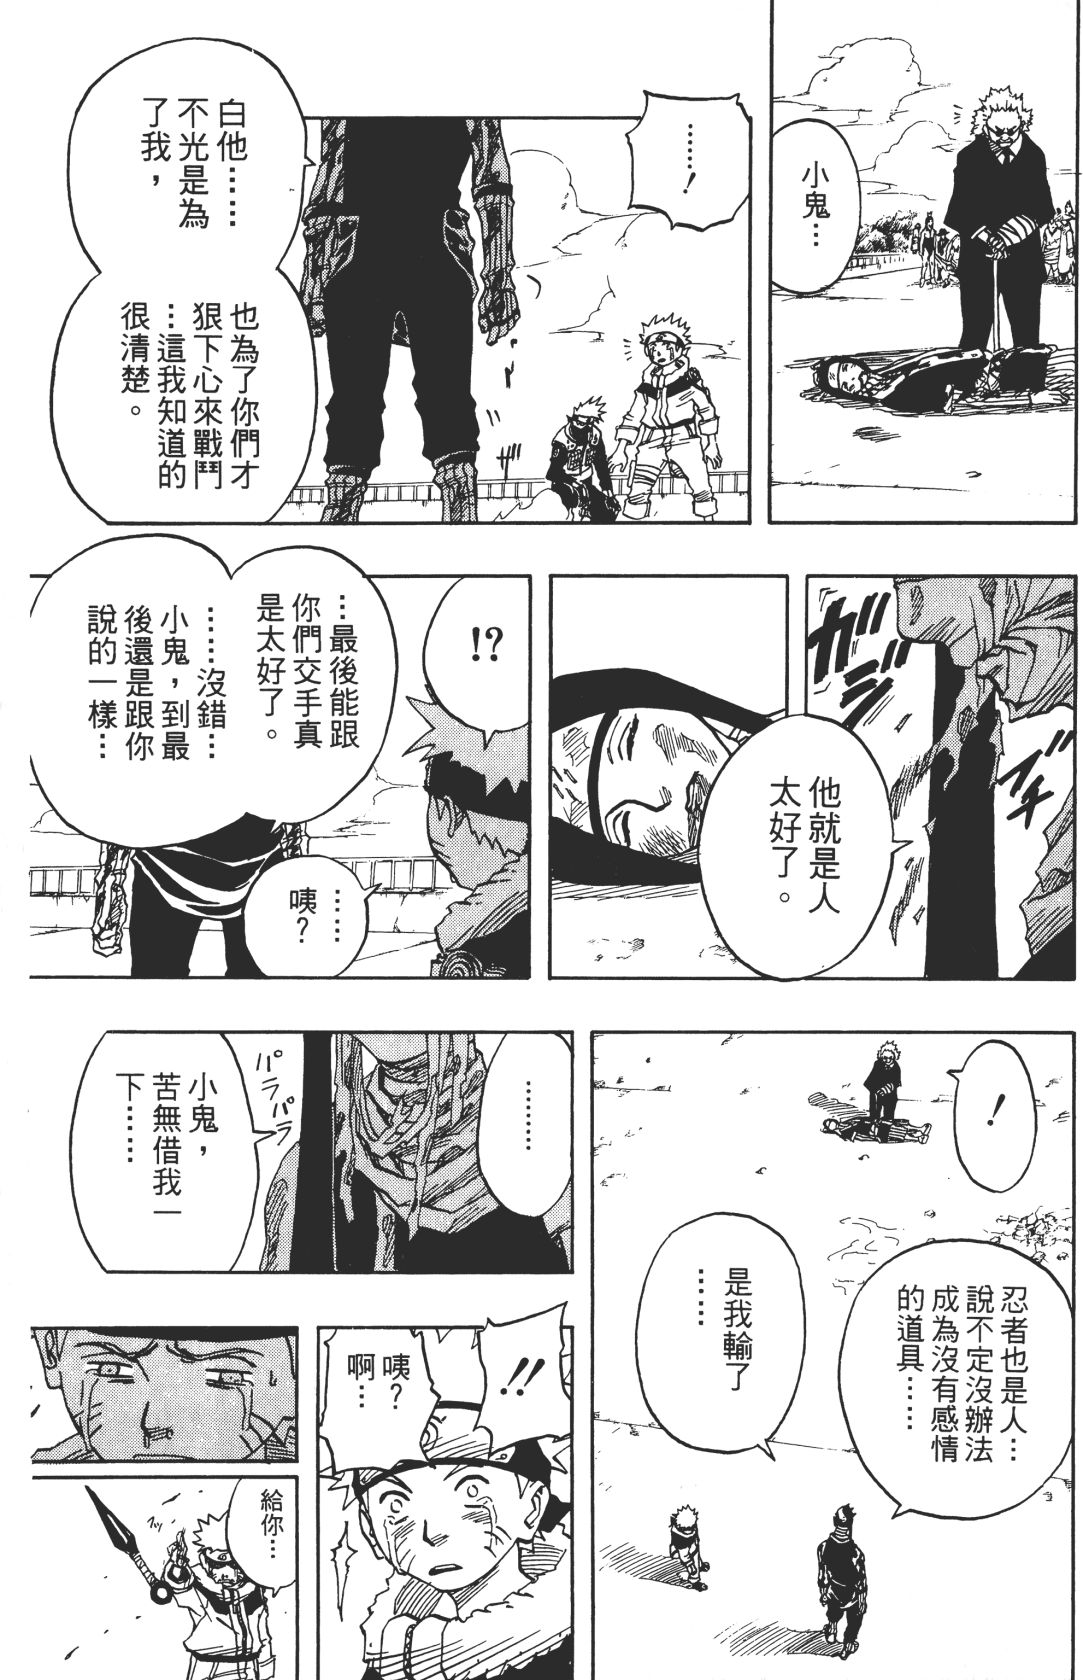 小鬼…
……!
白他……
不光是為
了我，
也為了你們才
狠下心來戰鬥
…這我知道的
很清楚。
ガ
ブチ
他就是人
太好了。
!?
…最後能跟
你們交手真
是太好了。
……沒錯…
小鬼，到最
後還是跟你
說的一樣…
……
咦？
!
忍者也是人…
說不定沒辦法
成為沒有感情
的道具……
是我輸了
……
………
パラパラ
小鬼，
苦無借我一
下……
!!
咦？
啊…
給你…